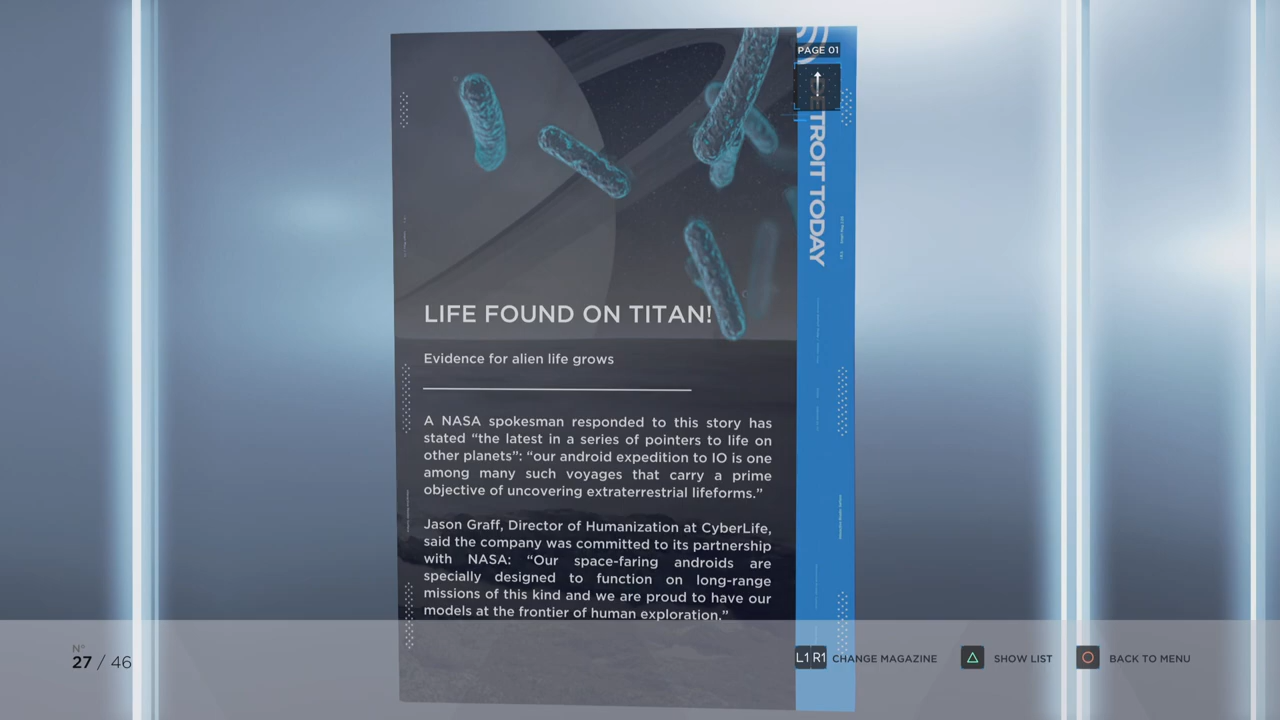 PAGE 01
TROIT TODAY
LIFE FOUND ON TITAN!
Evidence for alien life grows
A NASA spokesman responded to this story has
stated “the latest in a series of pointers to life on
other planets”: “our android expedition to IO is one
among many such voyages that carry a prime
objective of uncovering extraterrestrial lifeforms.”
Jason Graff, Director of Humanization at CyberLife,
said the company was committed to its partnership
with NASA: “Our space-faring androids are
specially designed to function on long-range
missions of this kind and we are proud to have our
models at the frontier of human exploration.”
N°
27 / 46
L1 R1 CHANGE MAGAZINE
SHOW LIST
BACK TO MENU